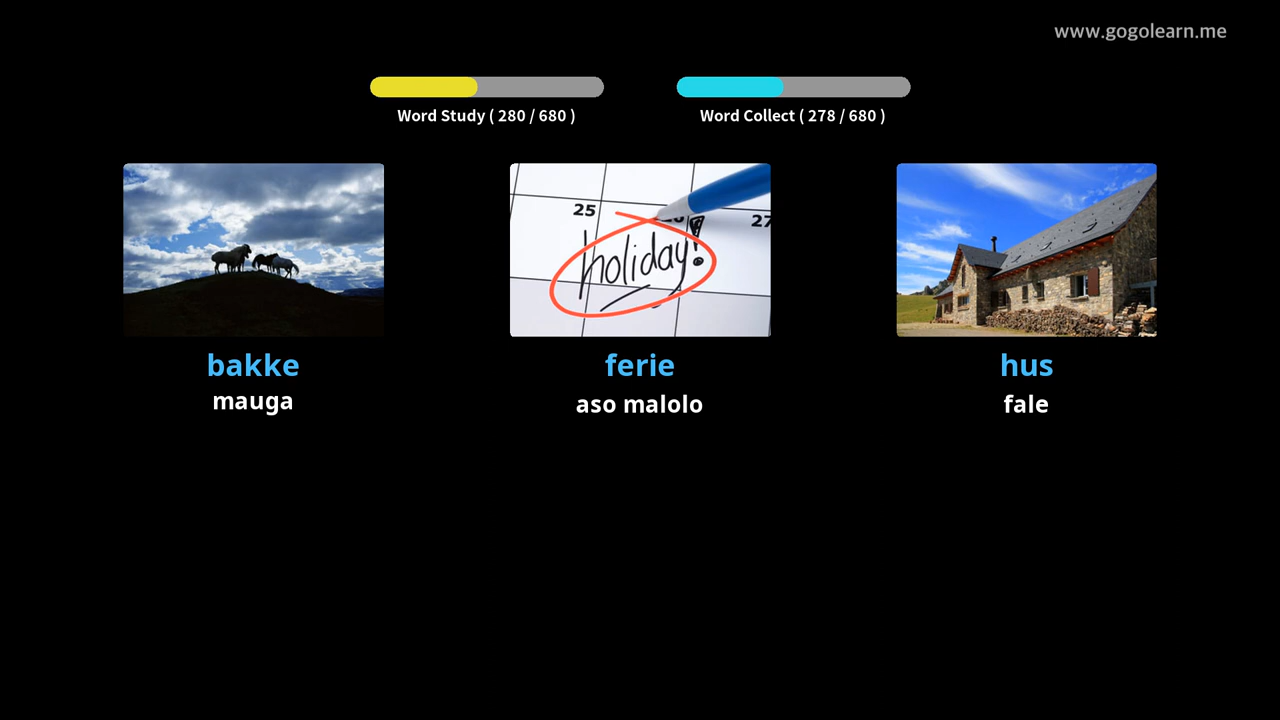 www.gogolearn.me
Word Study ( 280 / 680 )
Word Collect ( 278 / 680 )
25
27
holiday!
bakke
ferie
hus
mauga
aso malolo
fale